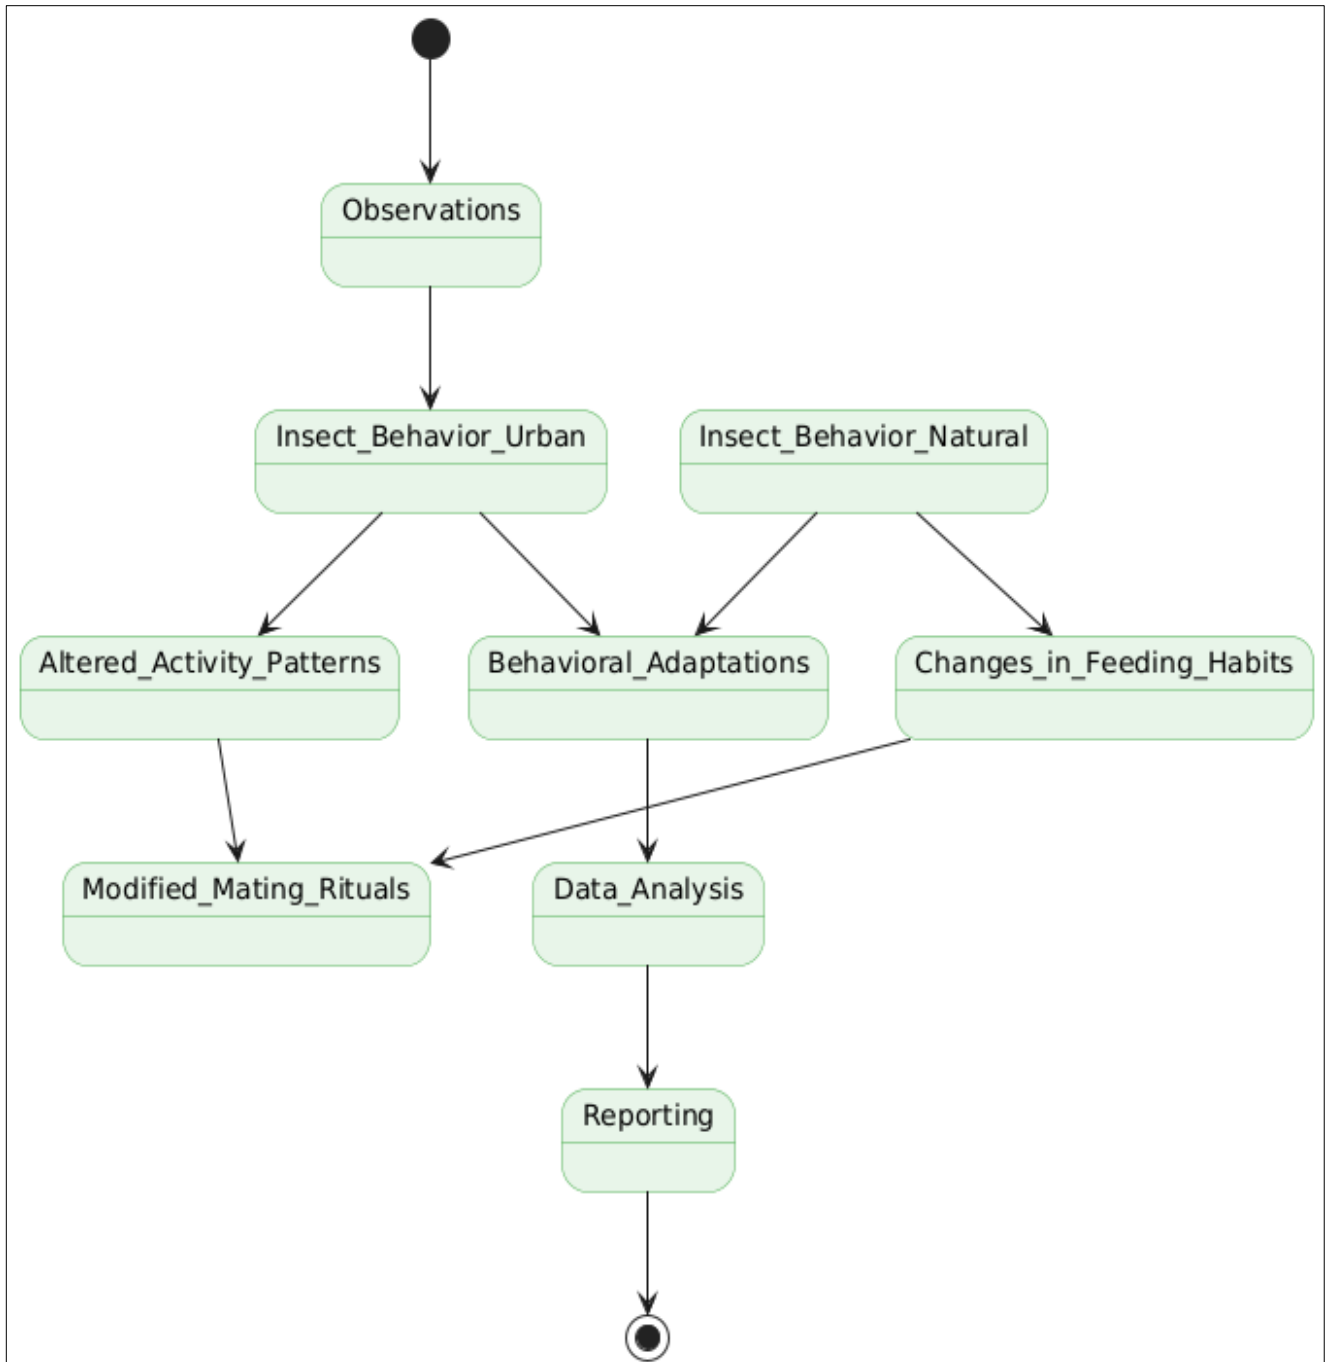 Observations
Insect_Behavior_Urban
Insect_Behavior_Natural
Altered_Activity_Patterns
Behavioral_Adaptations
Changes_in_Feeding_Habits
Modified_Mating_Rituals
Data_Analysis
Reporting